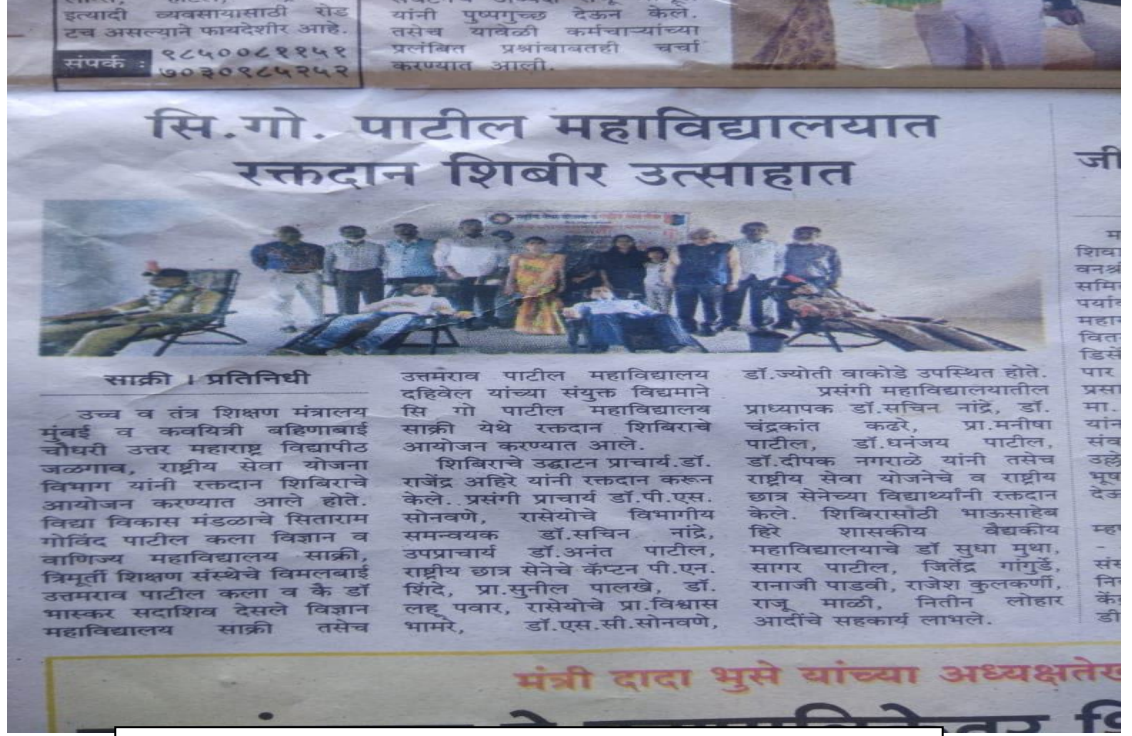 इत्यादी व्यवसायासाठी रोड
टच असल्याने फायदेशीर आहे.
संपर्क : ९८५००८११५१
७०३०९८५२५२
यांनी पुष्पगुच्छ देऊन केले.
तसेच यावेळी कर्मचाऱ्यांच्या
प्रलंबित प्रश्नांबाबतही चर्चा
करण्यात आली.
सि.गो. पाटील महाविद्यालयात
रक्तदान शिबीर उत्साहात
साक्री । प्रतिनिधी
उच्च व तंत्र शिक्षण मंत्रालय
मुंबई व कवयित्री बहिणाबाई
चौधरी उत्तर महाराष्ट्र विद्यापीठ
जळगाव, राष्ट्रीय सेवा योजना
विभाग यांनी रक्तदान शिबिराचे
आयोजन करण्यात आले होते.
विद्या विकास मंडळाचे सिताराम
गोविंद पाटील कला विज्ञान व
वाणिज्य महाविद्यालय साक्री,
त्रिमूर्ती शिक्षण संस्थेचे विमलबाई
उत्तमराव पाटील कला व कै डॉ
भास्कर सदाशिव देसले विज्ञान
महाविद्यालय साक्री तसेच
उत्तमराव पाटील महाविद्यालय
दहिवेल यांच्या संयुक्त विद्यमाने
सि गो पाटील महाविद्यालय
साक्री येथे रक्तदान शिबिराचे
आयोजन करण्यात आले.
शिबिराचे उद्घाटन प्राचार्य.डॉ.
राजेंद्र अहिरे यांनी रक्तदान करून
केले..प्रसंगी प्राचार्य डॉ.पी.एस.
सोनवणे, रासेयोचे विभागीय
समन्वयक डॉ.सचिन नांद्रे,
उपप्राचार्य डॉ.अनंत पाटील,
राष्ट्रीय छात्र सेनेचे कॅप्टन पी.एन.
शिंदे, प्रा.सुनील पालखे, डॉ.
लहू पवार, रासेयोचे प्रा.विश्वास
भामरे, डॉ.एस.सी.सोनवणे,
डॉ.ज्योती वाकोडे उपस्थित होते.
प्रसंगी महाविद्यालयातील
प्राध्यापक डॉ.सचिन नांद्रे, डॉ.
चंद्रकांत कढरे, प्रा.मनीषा
पाटील, डॉ.धनंजय पाटील,
डॉ.दीपक नगराळे यांनी तसेच
राष्ट्रीय सेवा योजनेचे व राष्ट्रीय
छात्र सेनेच्या विद्यार्थ्यांनी रक्तदान
केले. शिबिरासाठी भाऊसाहेब
हिरे शासकीय वैद्यकीय
महाविद्यालयाचे डॉ सुधा मुथा,
सागर पाटील, जितेंद्र गांगुर्डे,
रानाजी पाडवी, राजेश कुलकर्णी,
राजू माळी, नितीन लोहार
आदींचे सहकार्य लाभले.
मंत्री दादा भुसे यांच्या